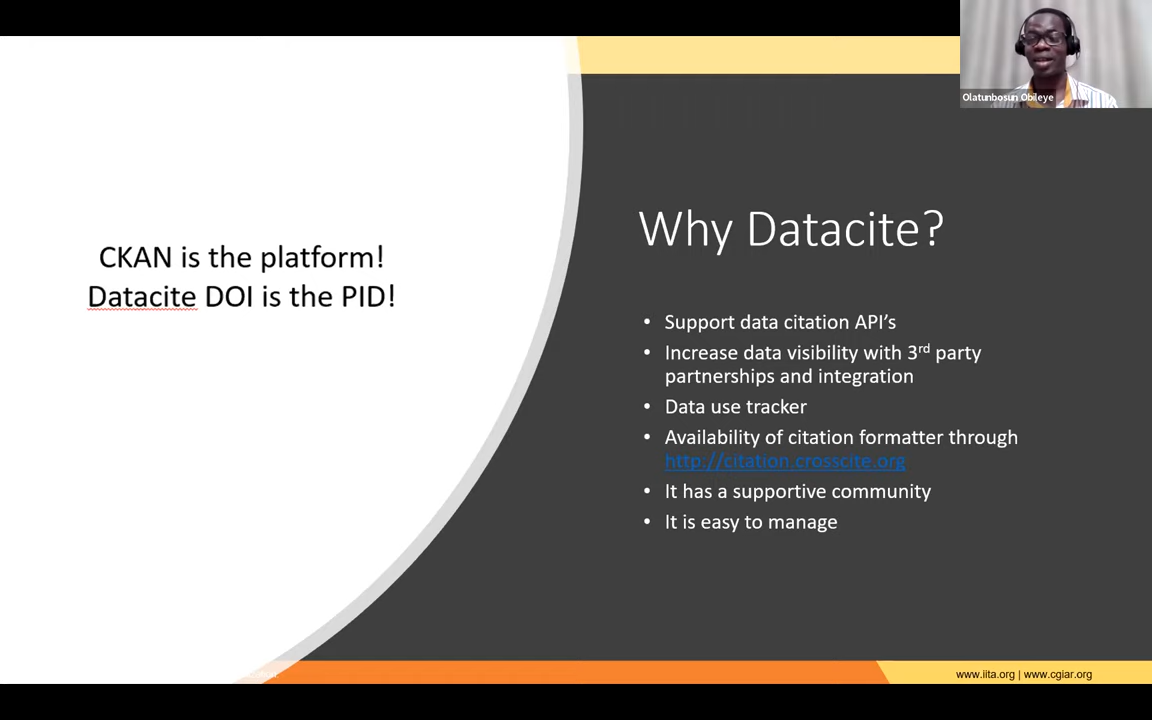 Olatunbosun Obileye
CKAN is the platform!
Datacite DOI is the PID!
Why Datacite?
• Support data citation API’s
• Increase data visibility with 3rd party
partnerships and integration
• Data use tracker
• Availability of citation formatter through
http://citation.crosscite.org
• It has a supportive community
• It is easy to manage
www.iita.org | www.cgiar.org